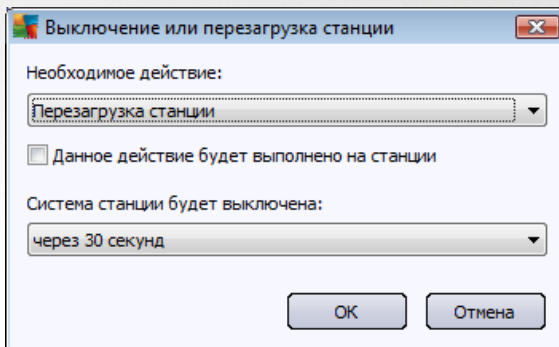 Выключение или перезагрузка станции
Необходимое действие:
Перезагрузка станции
Данное действие будет выполнено на станции
Система станции будет выключена:
через 30 секунд
ОК
Отмена